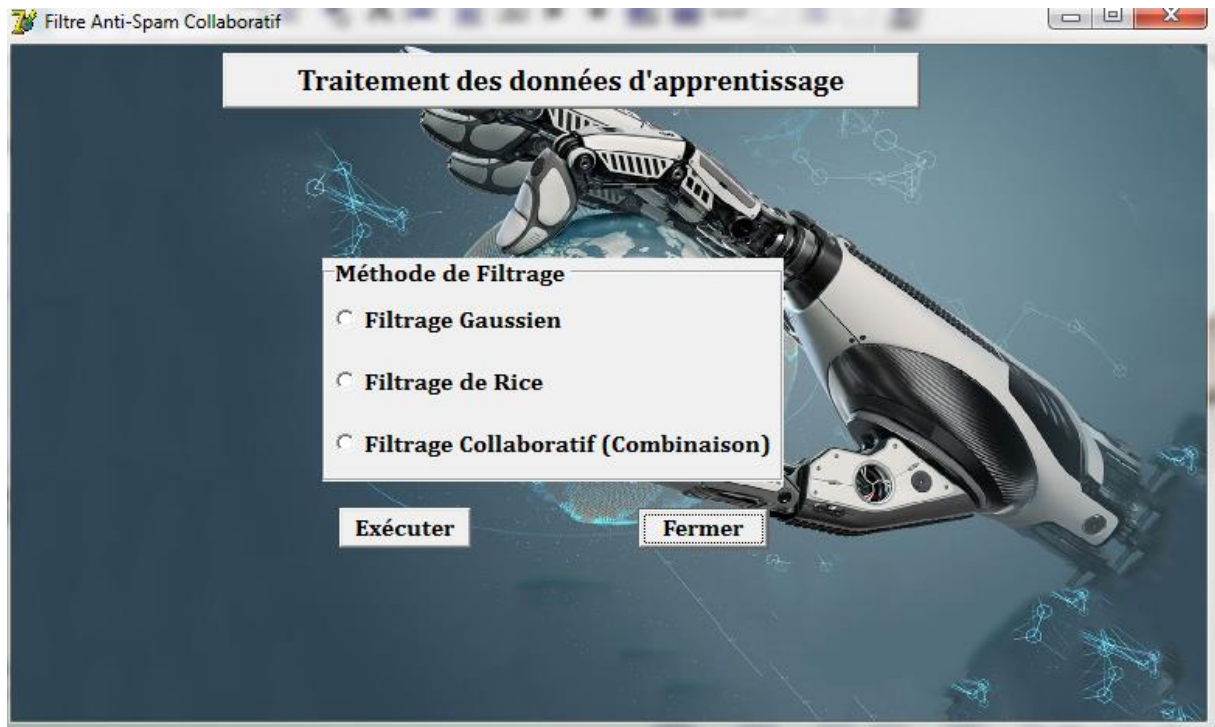 Filtre Anti-Spam Collaboratif
Traitement des données d'apprentissage
Méthode de Filtrage
Filtrage Gaussien
Filtrage de Rice
Filtrage Collaboratif (Combinaison)
Exécuter
Fermer